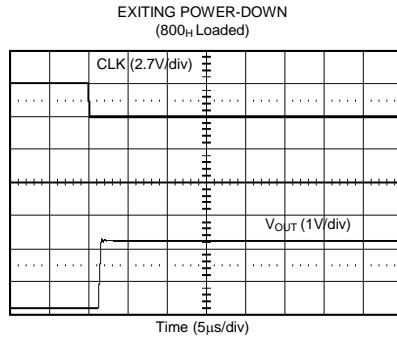 EXITING POWER-DOWN
(800H Loaded)
CLK (2.7V/div)
VOUT (1V/div)
Time (5µs/div)